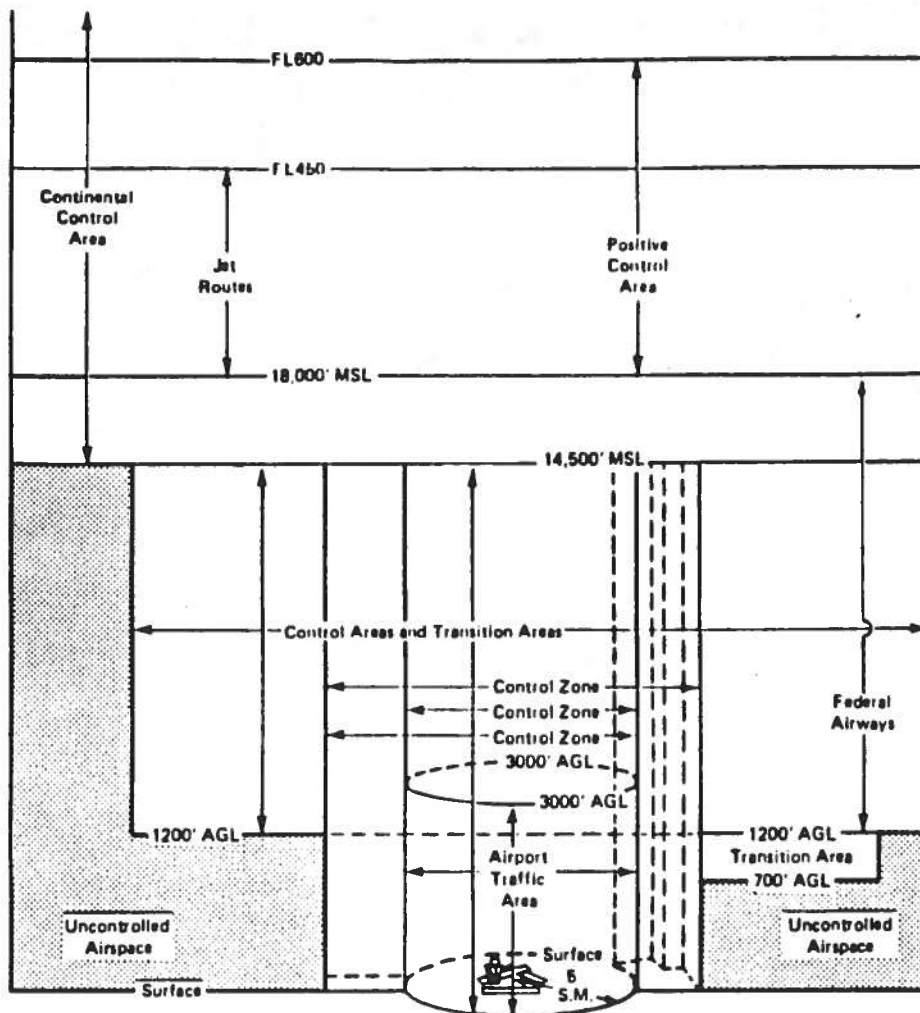 FL600
FL450
Continental
Control
Area
Jet
Routes
Positive
Control
Area
18,000' MSL
14,500' MSL
Control Areas and Transition Areas
Control Zone
Control Zone
Control Zone
Federal
Airways
3000' AGL
3000' AGL
1200' AGL
1200' AGL
Transition Area
700' AGL
Airport
Traffic
Area
Uncontrolled
Airspace
Uncontrolled
Airspace
Surface
5
S.M.
Surface